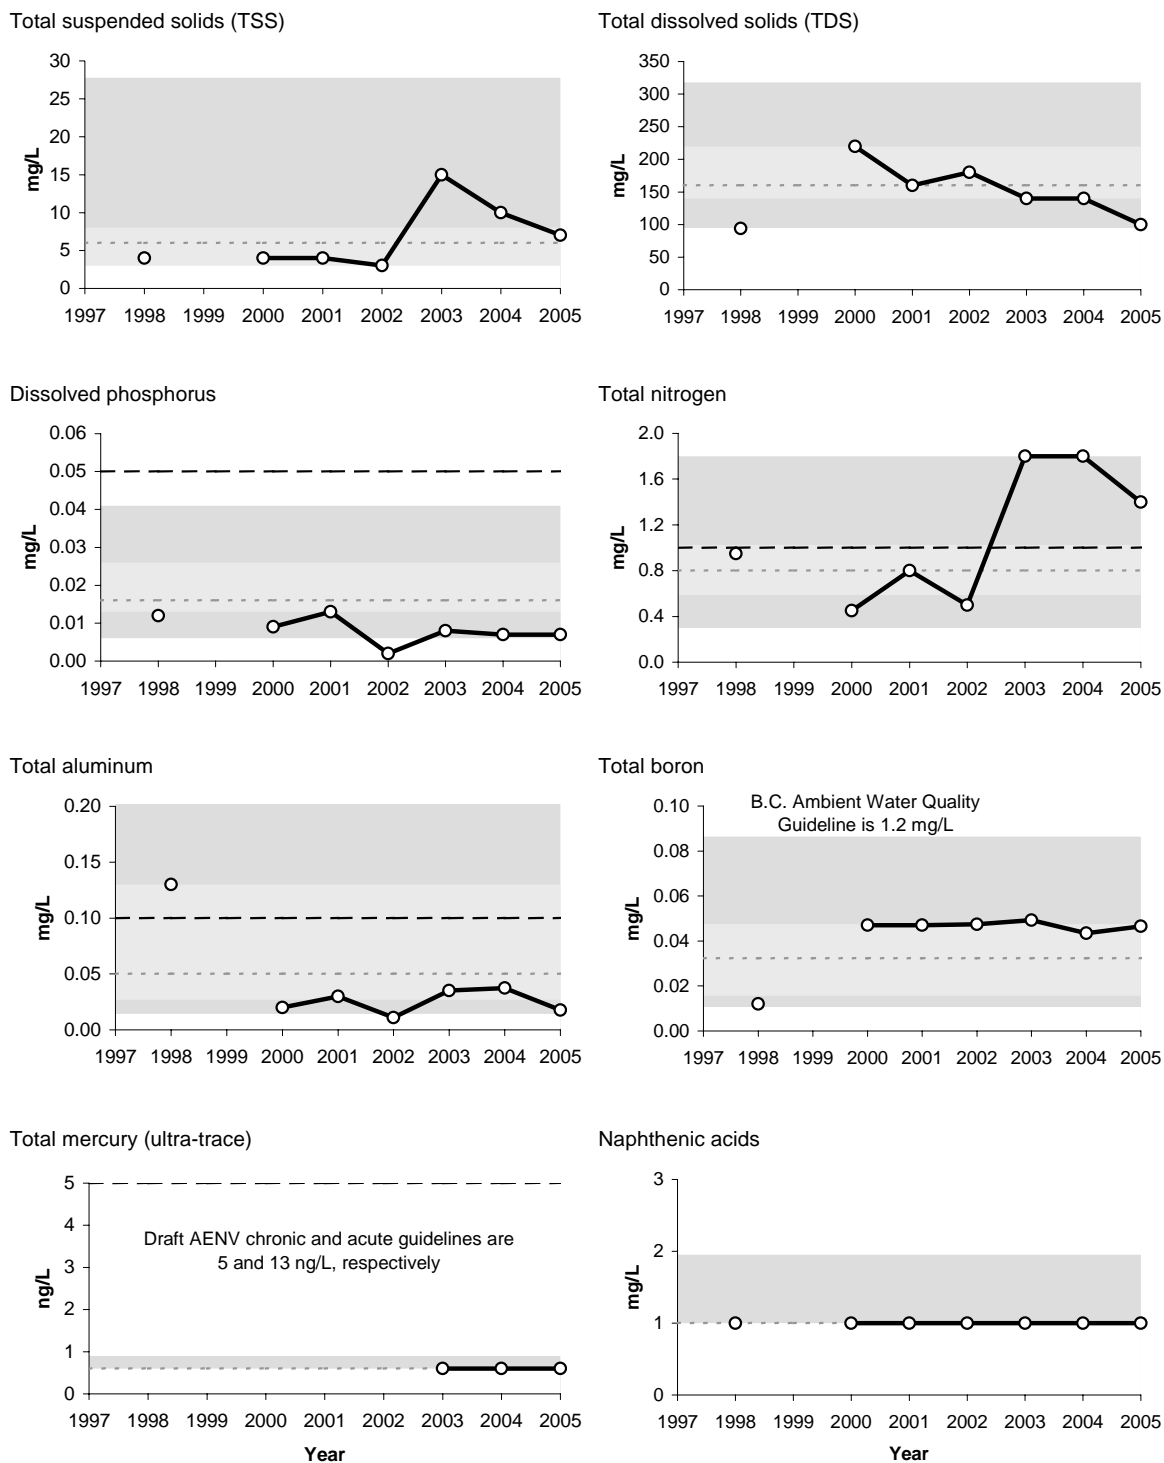 Total suspended solids (TSS)
30
25
20
15
10
5
0
mg/L
1997 1998 1999 2000 2001 2002 2003 2004 2005
Total dissolved solids (TDS)
350
300
250
200
150
100
50
0
mg/L
1997 1998 1999 2000 2001 2002 2003 2004 2005
Dissolved phosphorus
0.06
0.05
0.04
0.03
0.02
0.01
0.00
mg/L
1997 1998 1999 2000 2001 2002 2003 2004 2005
Total nitrogen
2.0
1.6
1.2
0.8
0.4
0.0
mg/L
1997 1998 1999 2000 2001 2002 2003 2004 2005
Total aluminum
0.20
0.15
0.10
0.05
0.00
mg/L
1997 1998 1999 2000 2001 2002 2003 2004 2005
Total boron
B.C. Ambient Water Quality
Guideline is 1.2 mg/L
0.10
0.08
0.06
0.04
0.02
0.00
mg/L
1997 1998 1999 2000 2001 2002 2003 2004 2005
Total mercury (ultra-trace)
5
4
3
2
1
0
ng/L
Draft AENV chronic and acute guidelines are
5 and 13 ng/L, respectively
1997 1998 1999 2000 2001 2002 2003 2004 2005
Year
Naphthenic acids
3
2
1
0
mg/L
1997 1998 1999 2000 2001 2002 2003 2004 2005
Year